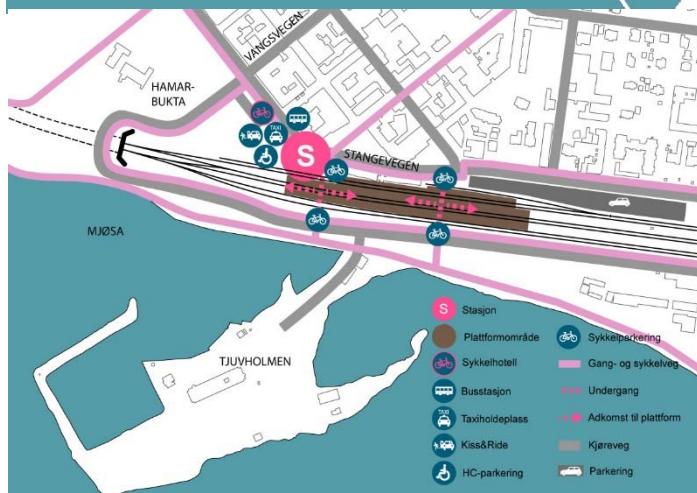 VANGSVEGEN
HAMAR-
BUKTA
TAXI
S
STANGEVEGEN
MJØSA
TJUVHOLMEN
S Stasjon
Plattformområde
Sykkelhotell
Busstasjon
TAXI
Taxiholdeplass
Kiss&Ride
HC-parkering
Sykkelparkering
Gang- og sykkelveg
Undergang
Adkomst til plattform
Kjøreveg
Parkering